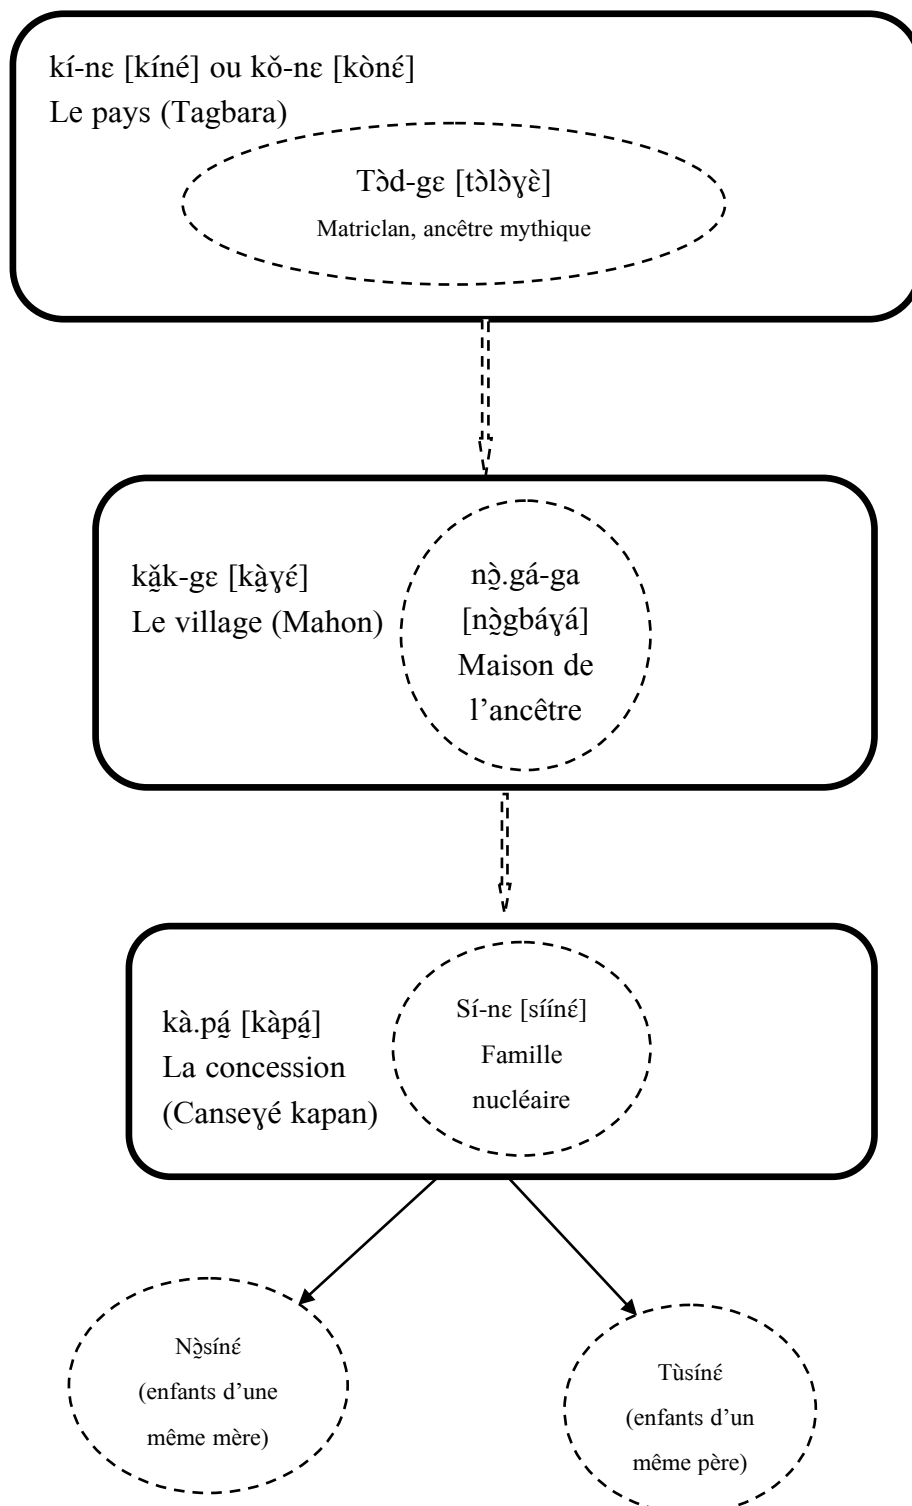 kí-nɛ [kíné] ou kǒ-nɛ [kòné]
Le pays (Tagbara)
Tɔ̀d-gɛ [tɔ̀lɔ̀ɣɛ̀]
Matriclan, ancêtre mythique
kǎ̰k-gɛ [kà̰ɣɛ́]
Le village (Mahon)
nɔ̰̀.gá-ga
[nɔ̰̀gbáɣá]
Maison de
l’ancêtre
kà.pá̰ [kàpá̰]
La concession
(Canseɣé kapan)
Sí-nɛ [síínɛ́]
Famille
nucléaire
Nɔ̰̀sínɛ́
(enfants d’une
même mère)
Tùsínɛ́
(enfants d’un
même père)